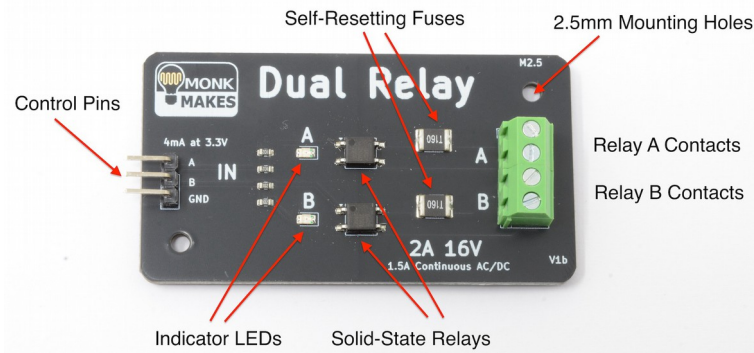 Self-Resetting Fuses
2.5mm Mounting Holes
M2.5
MONK
MAKES
Dual Relay
Control Pins
4mA at 3.3V
A
B
GND
IN
A
B
T160
T160
A
B
Relay A Contacts
Relay B Contacts
2A 16V
1.5A Continuous AC/DC
V1b
Indicator LEDs
Solid-State Relays